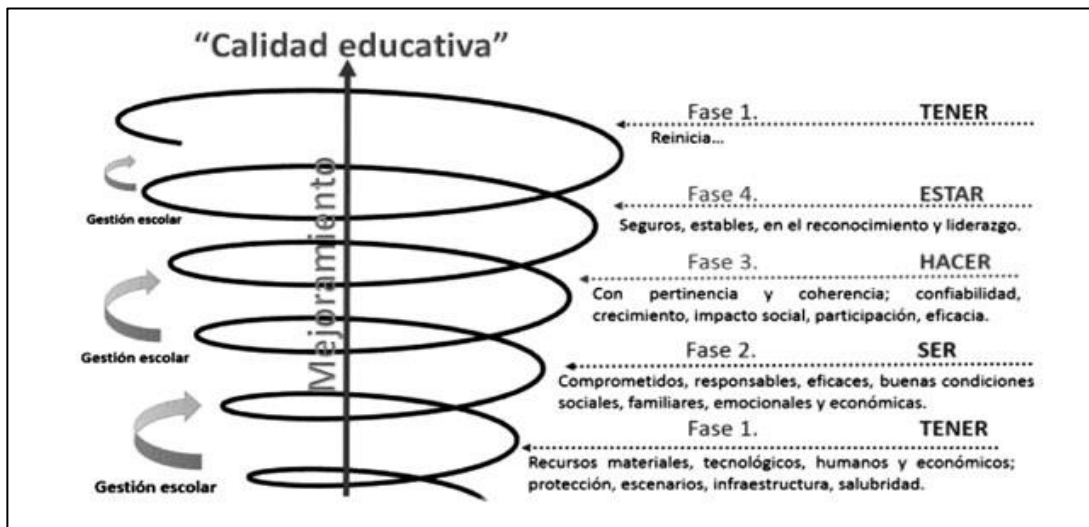 “Calidad educativa”
Fase 1. TENER
Reinicia...
Gestión escolar
Fase 4. ESTAR
Seguros, estables, en el reconocimiento y liderazgo.
Mejoramiento
Fase 3. HACER
Con pertinencia y coherencia; confiabilidad,
crecimiento, impacto social, participación, eficacia.
Gestión escolar
Fase 2. SER
Comprometidos, responsables, eficaces, buenas condiciones
sociales, familiares, emocionales y económicas.
Fase 1. TENER
Recursos materiales, tecnológicos, humanos y económicos;
protección, escenarios, infraestructura, salubridad.
Gestión escolar